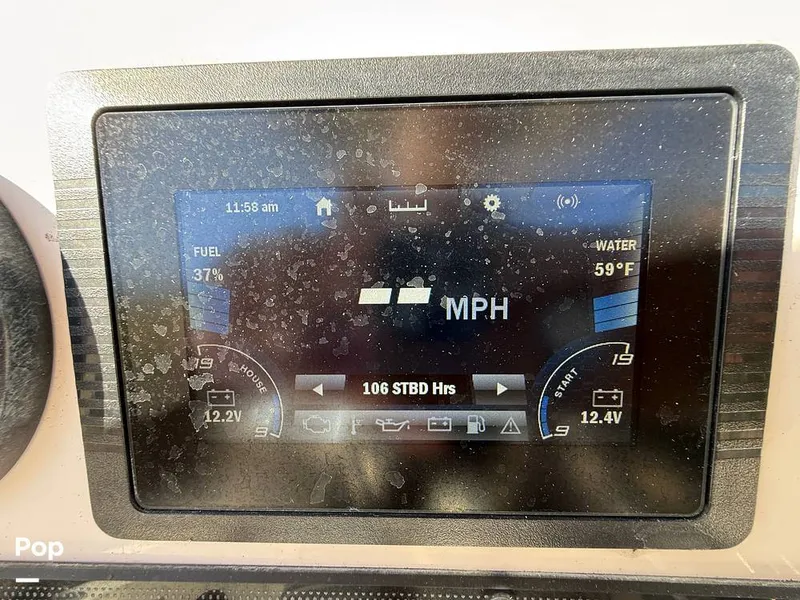 11:58 am
FUEL
37%
WATER
59°F
-- MPH
19
HOUSE
12.2V
9
106 STBD Hrs
19
START
12.4V
9
Pop